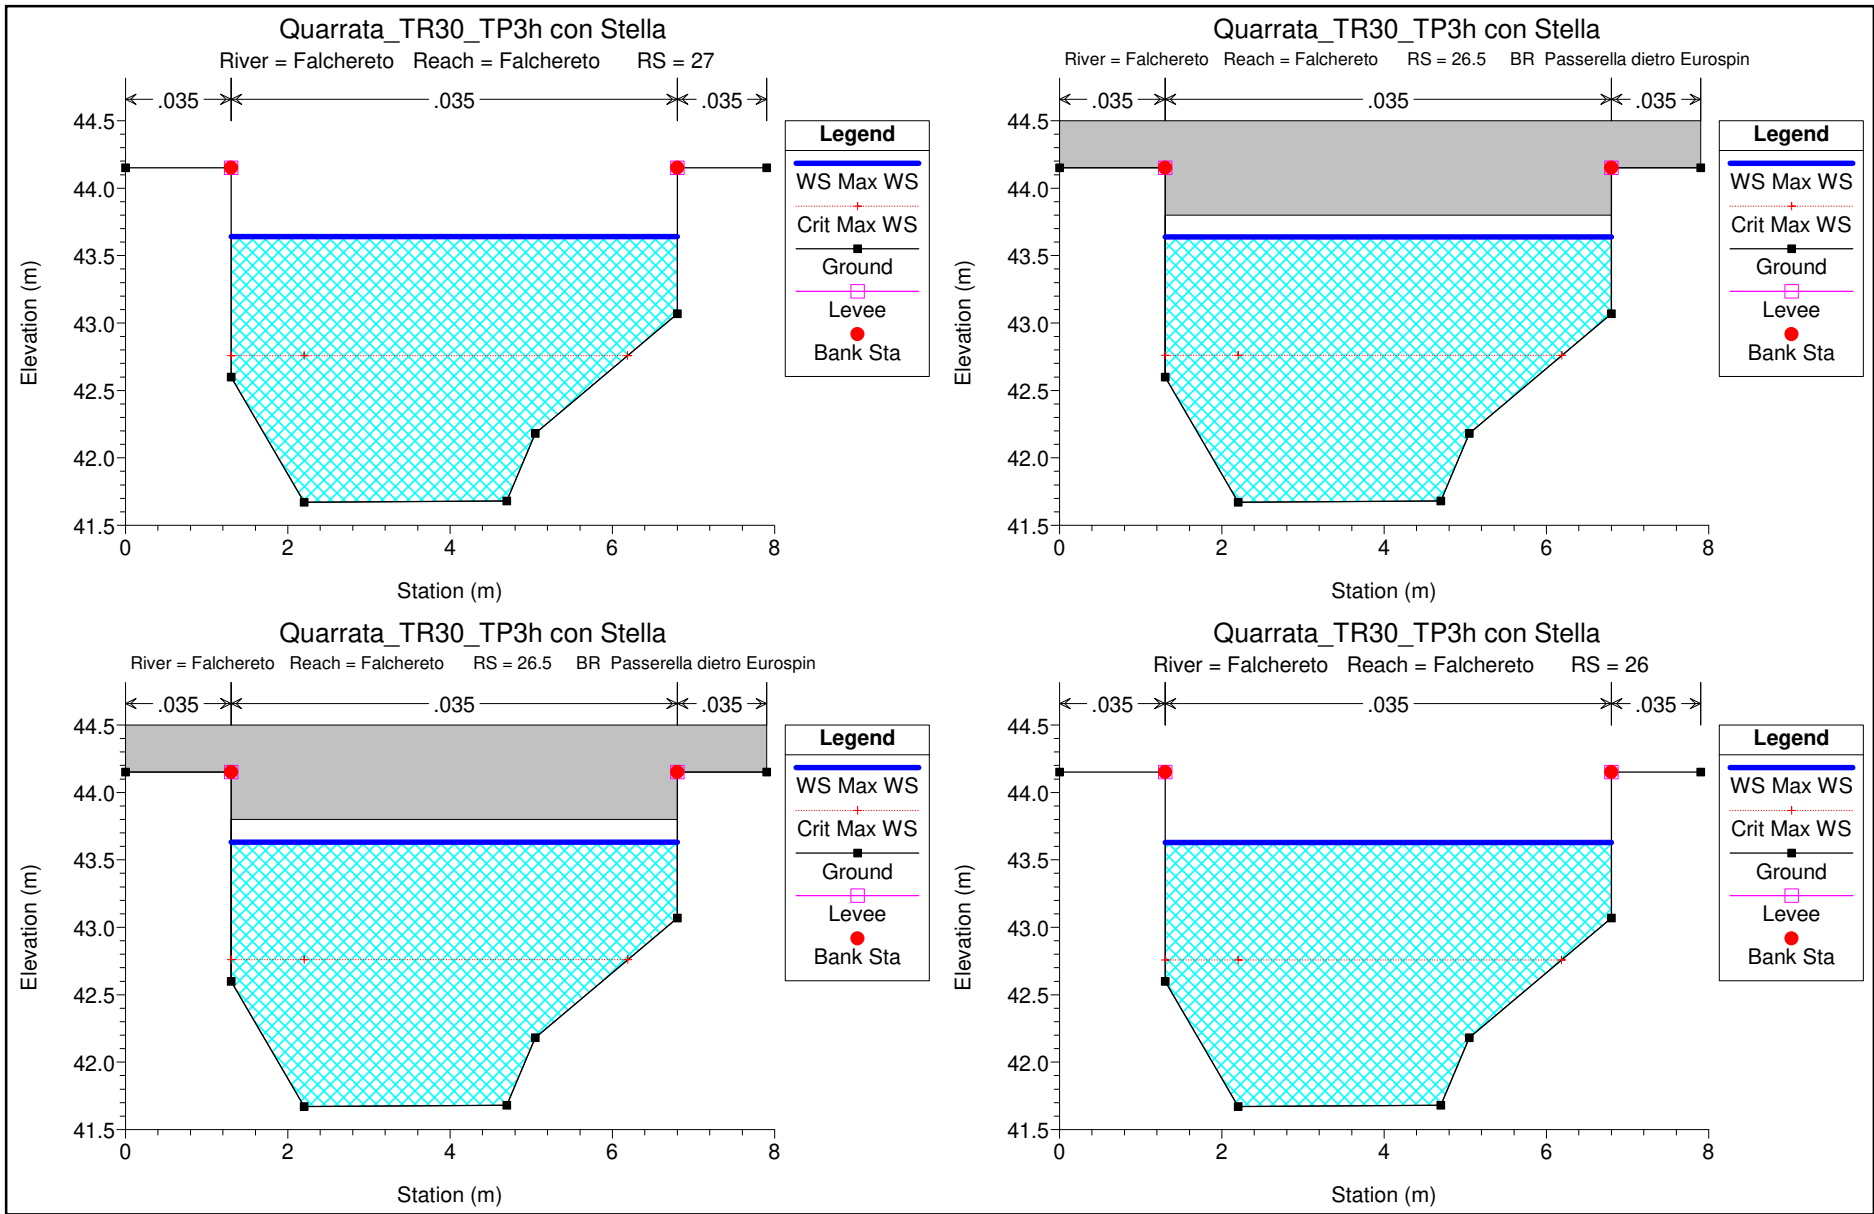 Quarrata_TR30_TP3h con Stella
River = Falchereto Reach = Falchereto RS = 27
.035 .035 .035
44.5
44.0
43.5
43.0
42.5
42.0
41.5
0 2 4 6 8
Station (m)
Elevation (m)
Legend
WS Max WS
Crit Max WS
Ground
Levee
Bank Sta
Quarrata_TR30_TP3h con Stella
River = Falchereto Reach = Falchereto RS = 26.5 BR Passerella dietro Eurospin
.035 .035 .035
44.5
44.0
43.5
43.0
42.5
42.0
41.5
0 2 4 6 8
Station (m)
Elevation (m)
Legend
WS Max WS
Crit Max WS
Ground
Levee
Bank Sta
Quarrata_TR30_TP3h con Stella
River = Falchereto Reach = Falchereto RS = 26.5 BR Passerella dietro Eurospin
.035 .035 .035
44.5
44.0
43.5
43.0
42.5
42.0
41.5
0 2 4 6 8
Station (m)
Elevation (m)
Legend
WS Max WS
Crit Max WS
Ground
Levee
Bank Sta
Quarrata_TR30_TP3h con Stella
River = Falchereto Reach = Falchereto RS = 26
.035 .035 .035
44.5
44.0
43.5
43.0
42.5
42.0
41.5
0 2 4 6 8
Station (m)
Elevation (m)
Legend
WS Max WS
Crit Max WS
Ground
Levee
Bank Sta